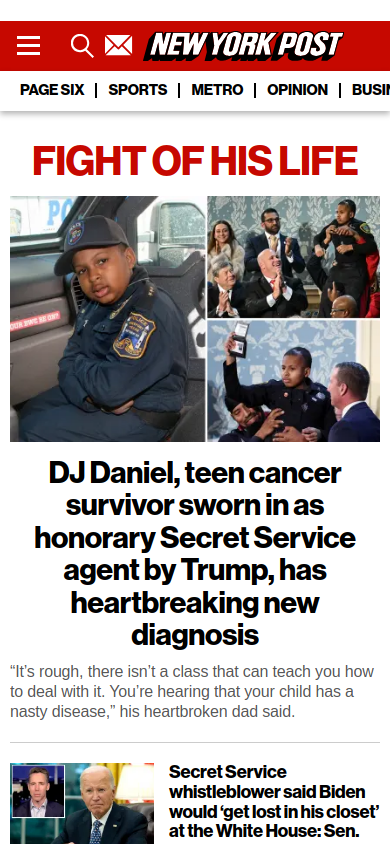 NEW YORK POST
PAGE SIX
SPORTS
METRO
OPINION
BUSIN
FIGHT OF HIS LIFE
PO
DJ Daniel, teen cancer
survivor sworn in as
honorary Secret Service
agent by Trump, has
heartbreaking new
diagnosis
“It’s rough, there isn’t a class that can teach you how
to deal with it. You’re hearing that your child has a
nasty disease,” his heartbroken dad said.
Secret Service
whistleblower said Biden
would ‘get lost in his closet’
at the White House: Sen.